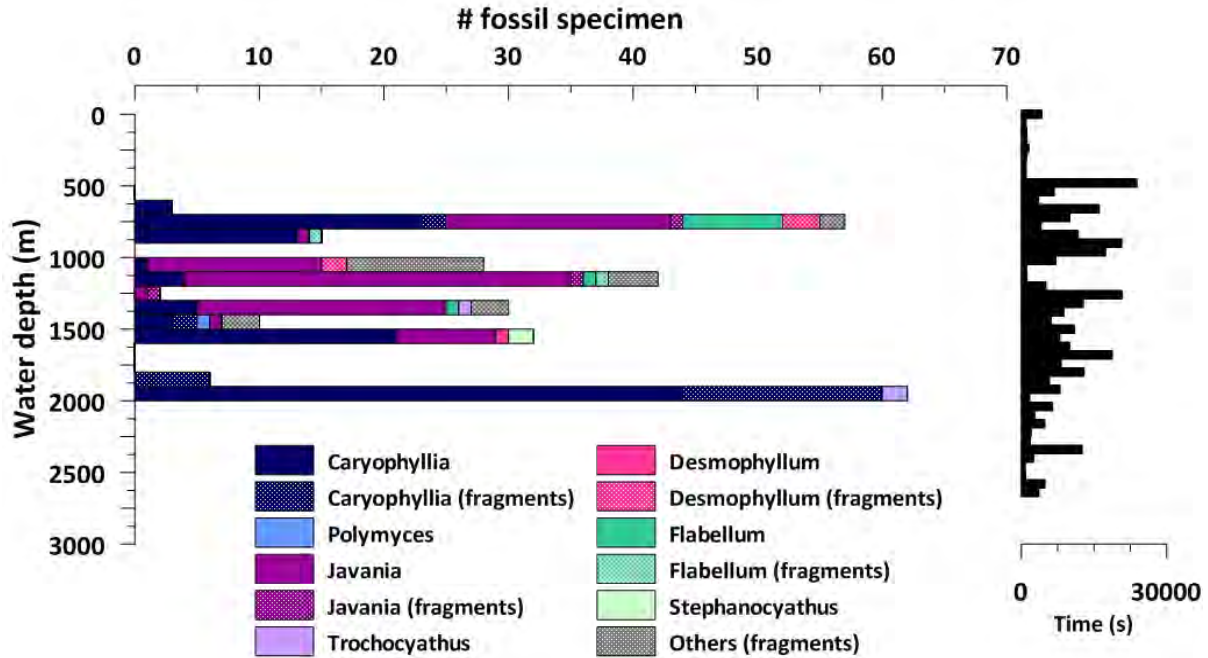 # fossil specimen
0 10 20 30 40 50 60 70
Water depth (m)
0
500
1000
1500
2000
2500
3000
Caryophyllia
Caryophyllia (fragments)
Polymyces
Javania
Javania (fragments)
Trochocyathus
Desmophyllum
Desmophyllum (fragments)
Flabellum
Flabellum (fragments)
Stephanocyathus
Others (fragments)
0 30000
Time (s)